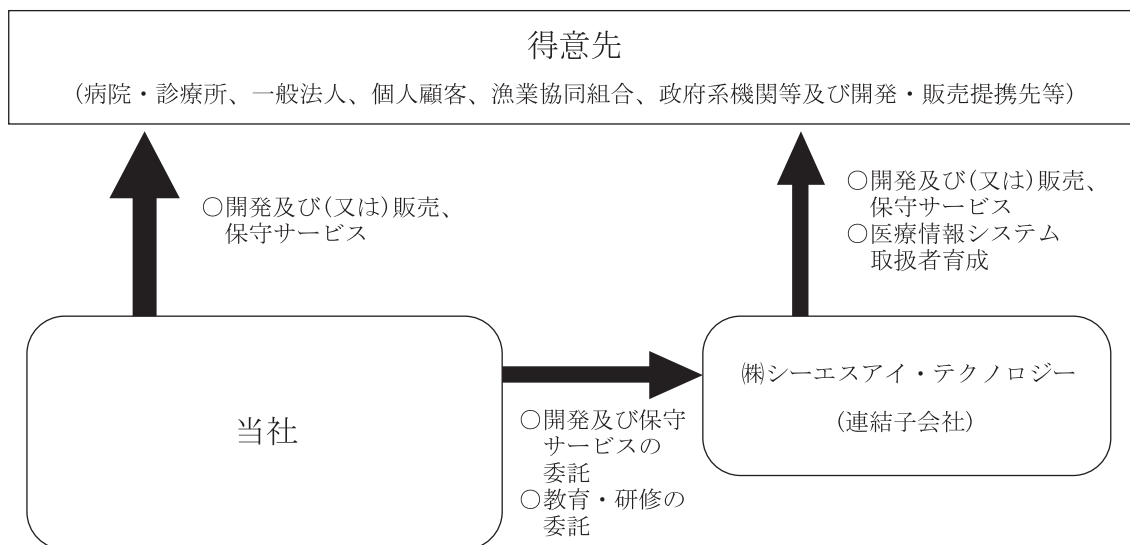 得意先
(病院・診療所、一般法人、個人顧客、漁業協同組合、政府系機関等及び開発・販売提携先等)
○開発及び(又は)販売、
保守サービス
○開発及び(又は)販売、
保守サービス
○医療情報システム
取扱者育成
当社
○開発及び保守
サービスの
委託
○教育・研修の
委託
㈱シーエスアイ・テクノロジー
(連結子会社)